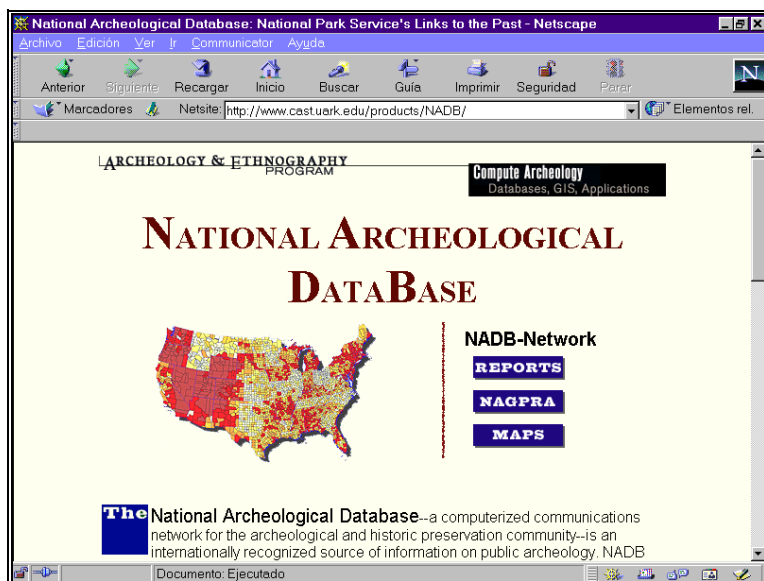 National Archeological Database: National Park Service's Links to the Past - Netscape
Archivo Edición Ver Ir Communicator Ayuda
Anterior Siguiente Recargar Inicio Buscar Guía Imprimir Seguridad Parar
N
Marcadores Netsite: http://www.cast.uark.edu/products/NADB/ Elementos rel.
ARCHEOLOGY & ETHNOGRAPHY
PROGRAM
Compute Archeology
Databases, GIS, Applications
NATIONAL ARCHEOLOGICAL
DATABASE
NADB-Network
REPORTS
NAGPRA
MAPS
The National Archeological Database--a computerized communications
network for the archeological and historic preservation community--is an
internationally recognized source of information on public archeology. NADB
Documento: Ejecutado